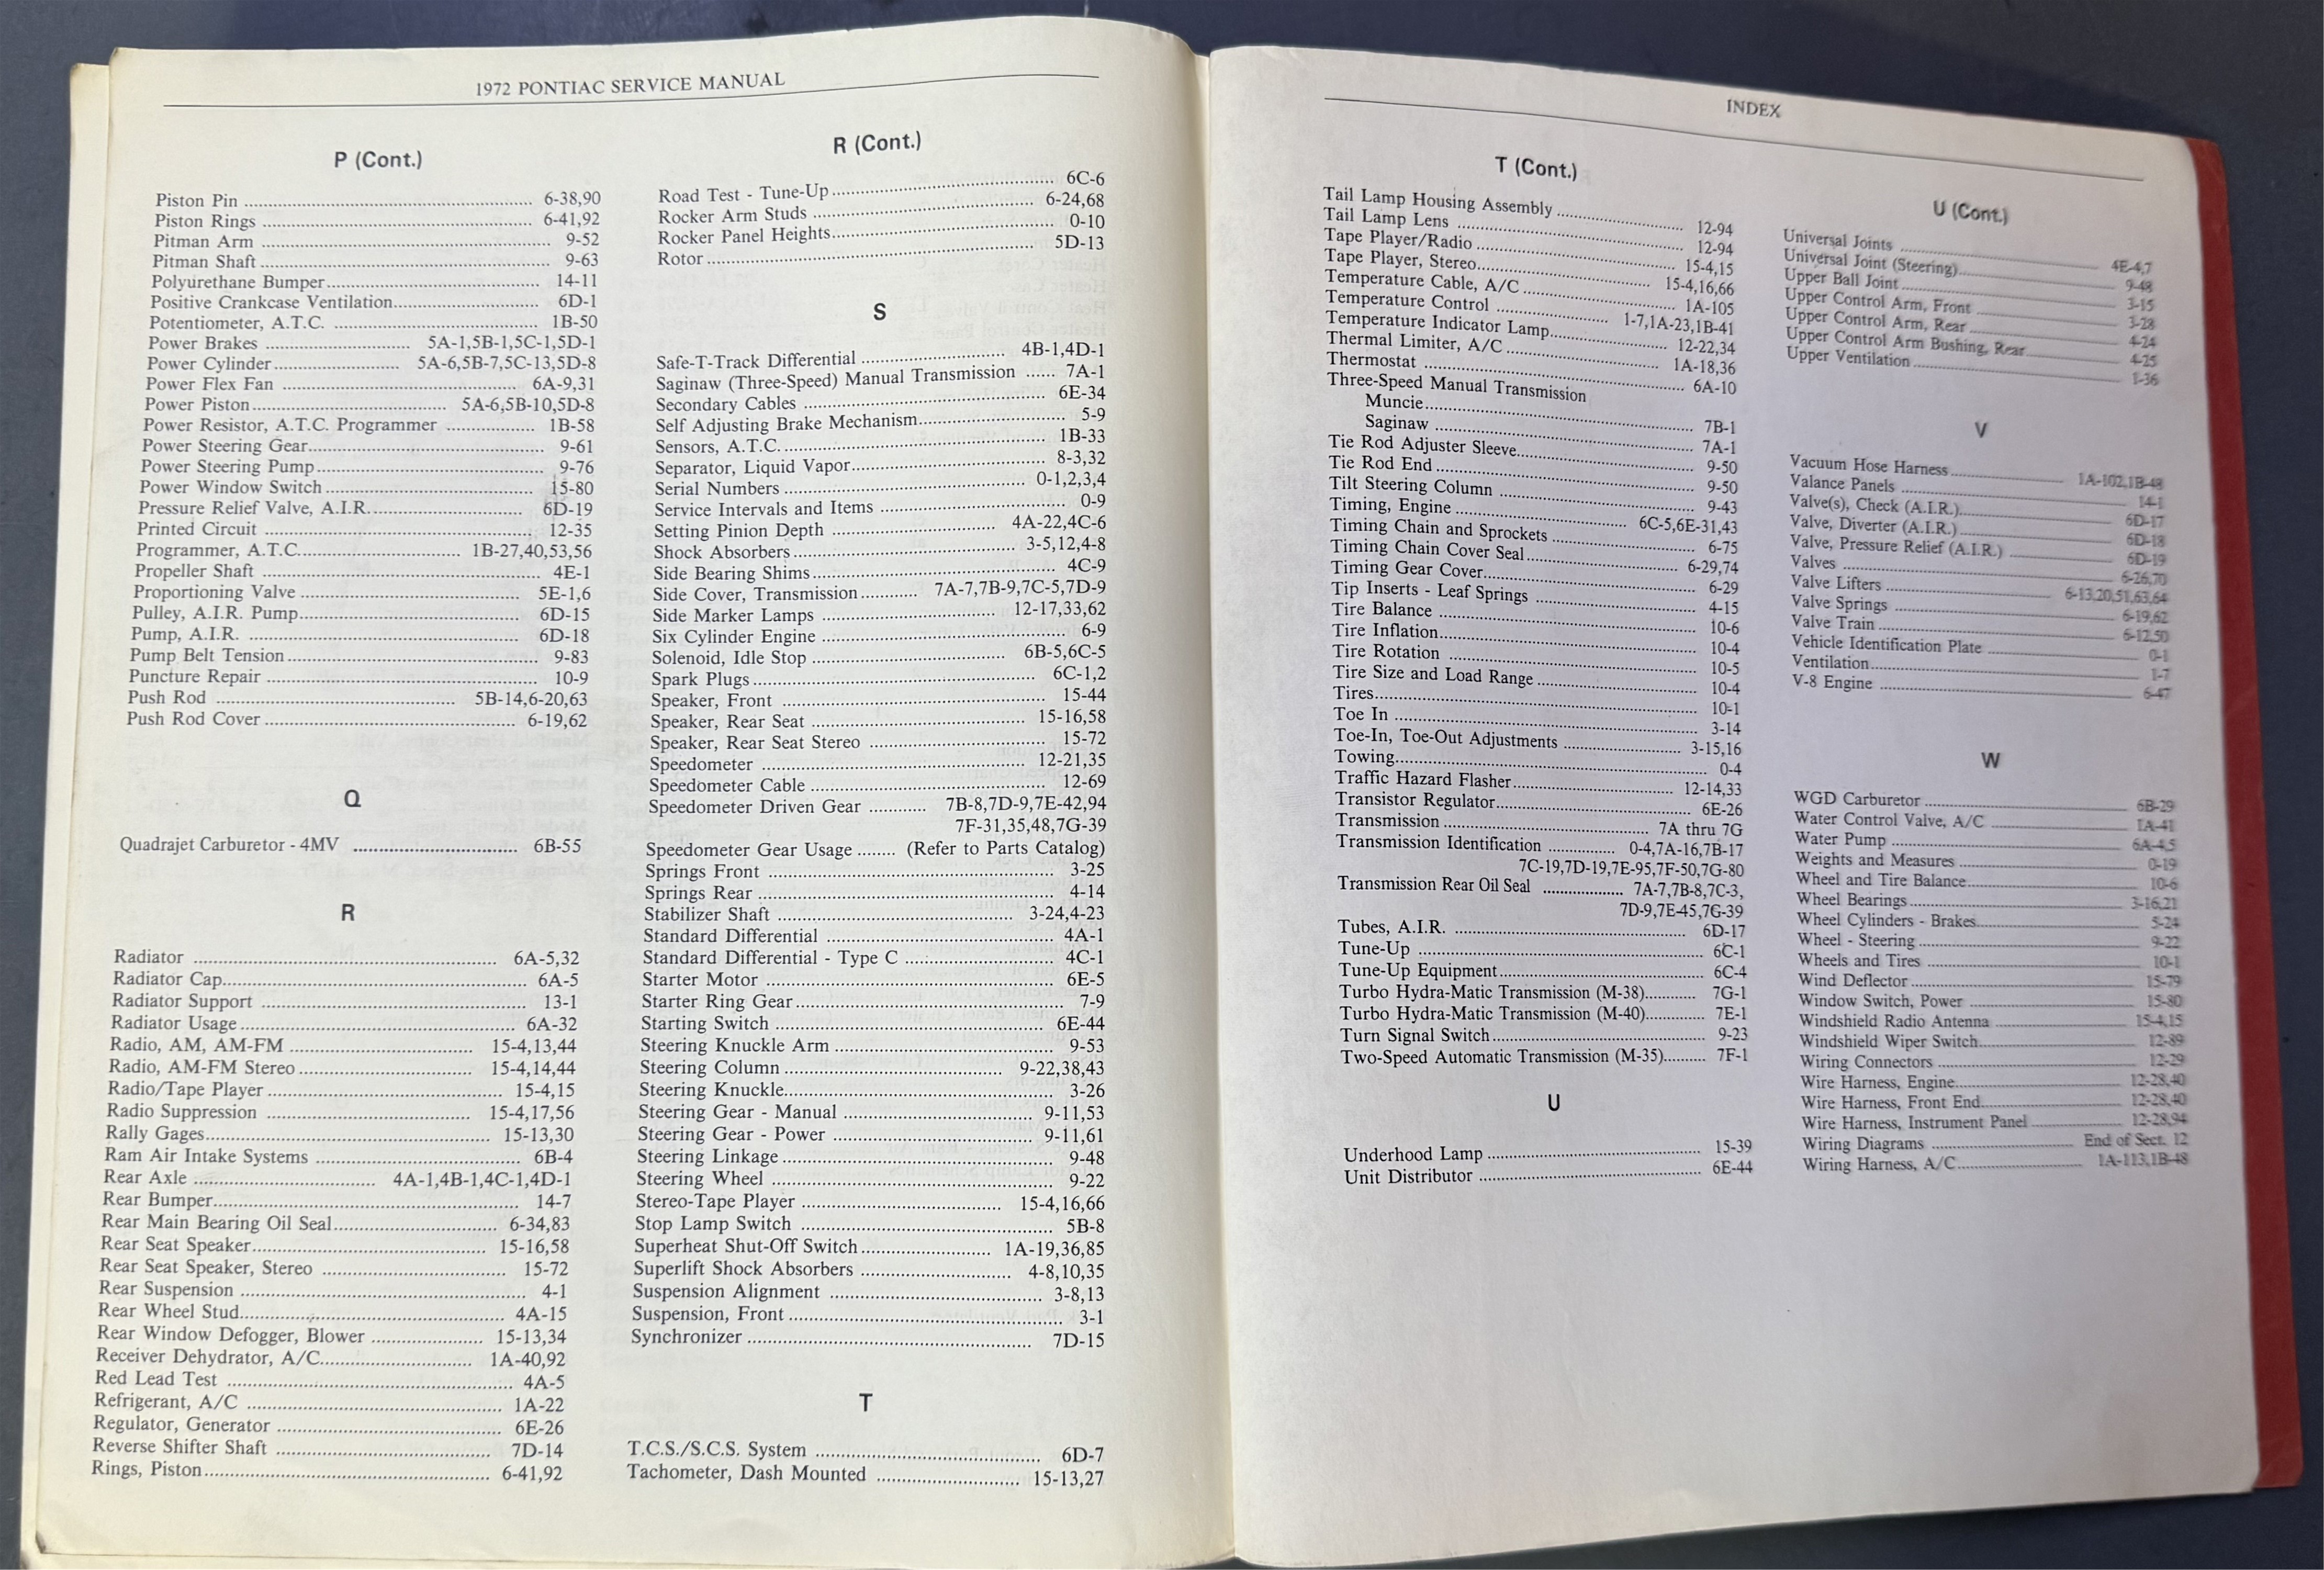 1972 PONTIAC SERVICE MANUAL
P (Cont.)
Piston Pin ........ 6-38,90
Piston Rings ........ 6-41,92
Pitman Arm ........ 9-52
Pitman Shaft ........ 9-63
Polyurethane Bumper ........ 14-11
Positive Crankcase Ventilation ........ 6D-1
Potentiometer, A.T.C. ........ 1B-50
Power Brakes ........ 5A-1,5B-1,5C-1,5D-1
Power Cylinder ........ 5A-6,5B-7,5C-13,5D-8
Power Flex Fan ........ 6A-9,31
Power Piston ........ 5A-6,5B-10,5D-8
Power Resistor, A.T.C. Programmer ........ 1B-58
Power Steering Gear ........ 9-61
Power Steering Pump ........ 9-76
Power Window Switch ........ 15-80
Pressure Relief Valve, A.I.R. ........ 6D-19
Printed Circuit ........ 12-35
Programmer, A.T.C. ........ 1B-27,40,53,56
Propeller Shaft ........ 4E-1
Proportioning Valve ........ 5E-1,6
Pulley, A.I.R. Pump ........ 6D-15
Pump, A.I.R. ........ 6D-18
Pump Belt Tension ........ 9-83
Puncture Repair ........ 10-9
Push Rod ........ 5B-14,6-20,63
Push Rod Cover ........ 6-19,62
Q
Quadrajet Carburetor - 4MV ........ 6B-55
R
Radiator ........ 6A-5,32
Radiator Cap ........ 6A-5
Radiator Support ........ 13-1
Radiator Usage ........ 6A-32
Radio, AM, AM-FM ........ 15-4,13,44
Radio, AM-FM Stereo ........ 15-4,14,44
Radio/Tape Player ........ 15-4,15
Radio Suppression ........ 15-4,17,56
Rally Gages ........ 15-13,30
Ram Air Intake Systems ........ 6B-4
Rear Axle ........ 4A-1,4B-1,4C-1,4D-1
Rear Bumper ........ 14-7
Rear Main Bearing Oil Seal ........ 6-34,83
Rear Seat Speaker ........ 15-16,58
Rear Seat Speaker, Stereo ........ 15-72
Rear Suspension ........ 4-1
Rear Wheel Stud ........ 4A-15
Rear Window Defogger, Blower ........ 15-13,34
Receiver Dehydrator, A/C ........ 1A-40,92
Red Lead Test ........ 4A-5
Refrigerant, A/C ........ 1A-22
Regulator, Generator ........ 6E-26
Reverse Shifter Shaft ........ 7D-14
Rings, Piston ........ 6-41,92
R (Cont.)
Road Test - Tune-Up ........ 6C-6
Rocker Arm Studs ........ 6-24,68
Rocker Panel Heights ........ 0-10
Rotor ........ 5D-13
S
Safe-T-Track Differential ........ 4B-1,4D-1
Saginaw (Three-Speed) Manual Transmission ...... 7A-1
Secondary Cables ........ 6E-34
Self Adjusting Brake Mechanism ........ 5-9
Sensors, A.T.C. ........ 1B-33
Separator, Liquid Vapor ........ 8-3,32
Serial Numbers ........ 0-1,2,3,4
Service Intervals and Items ........ 0-9
Setting Pinion Depth ........ 4A-22,4C-6
Shock Absorbers ........ 3-5,12,4-8
Side Bearing Shims ........ 4C-9
Side Cover, Transmission ........ 7A-7,7B-9,7C-5,7D-9
Side Marker Lamps ........ 12-17,33,62
Six Cylinder Engine ........ 6-9
Solenoid, Idle Stop ........ 6B-5,6C-5
Spark Plugs ........ 6C-1,2
Speaker, Front ........ 15-44
Speaker, Rear Seat ........ 15-16,58
Speaker, Rear Seat Stereo ........ 15-72
Speedometer ........ 12-21,35
Speedometer Cable ........ 12-69
Speedometer Driven Gear ........ 7B-8,7D-9,7E-42,94
7F-31,35,48,7G-39
Speedometer Gear Usage ........ (Refer to Parts Catalog)
Springs Front ........ 3-25
Springs Rear ........ 4-14
Stabilizer Shaft ........ 3-24,4-23
Standard Differential ........ 4A-1
Standard Differential - Type C ........ 4C-1
Starter Motor ........ 6E-5
Starter Ring Gear ........ 7-9
Starting Switch ........ 6E-44
Steering Knuckle Arm ........ 9-53
Steering Column ........ 9-22,38,43
Steering Knuckle ........ 3-26
Steering Gear - Manual ........ 9-11,53
Steering Gear - Power ........ 9-11,61
Steering Linkage ........ 9-48
Steering Wheel ........ 9-22
Stereo-Tape Player ........ 15-4,16,66
Stop Lamp Switch ........ 5B-8
Superheat Shut-Off Switch ........ 1A-19,36,85
Superlift Shock Absorbers ........ 4-8,10,35
Suspension Alignment ........ 3-8,13
Suspension, Front ........ 3-1
Synchronizer ........ 7D-15
T
T.C.S./S.C.S. System ........ 6D-7
Tachometer, Dash Mounted ........ 15-13,27
INDEX
T (Cont.)
Tail Lamp Housing Assembly ........ 12-94
Tail Lamp Lens ........ 12-94
Tape Player/Radio ........ 15-4,15
Tape Player, Stereo ........ 15-4,16,66
Temperature Cable, A/C ........ 1A-105
Temperature Control ........ 1-7,1A-23,1B-41
Temperature Indicator Lamp ........ 12-22,34
Thermal Limiter, A/C ........ 1A-18,36
Thermostat ........ 6A-10
Three-Speed Manual Transmission
Muncie ........ 7B-1
Saginaw ........ 7A-1
Tie Rod Adjuster Sleeve ........ 9-50
Tie Rod End ........ 9-50
Tilt Steering Column ........ 9-43
Timing, Engine ........ 6C-5,6E-31,43
Timing Chain and Sprockets ........ 6-75
Timing Chain Cover Seal ........ 6-29,74
Timing Gear Cover ........ 6-29
Tip Inserts - Leaf Springs ........ 4-15
Tire Balance ........ 10-6
Tire Inflation ........ 10-4
Tire Rotation ........ 10-5
Tire Size and Load Range ........ 10-4
Tires ........ 10-1
Toe In ........ 3-14
Toe-In, Toe-Out Adjustments ........ 3-15,16
Towing ........ 0-4
Traffic Hazard Flasher ........ 12-14,33
Transistor Regulator ........ 6E-26
Transmission ........ 7A thru 7G
Transmission Identification ........ 0-4,7A-16,7B-17
7C-19,7D-19,7E-95,7F-50,7G-80
Transmission Rear Oil Seal ........ 7A-7,7B-8,7C-3,
7D-9,7E-45,7G-39
Tubes, A.I.R. ........ 6D-17
Tune-Up ........ 6C-1
Tune-Up Equipment ........ 6C-4
Turbo Hydra-Matic Transmission (M-38) ........ 7G-1
Turbo Hydra-Matic Transmission (M-40) ........ 7E-1
Turn Signal Switch ........ 9-23
Two-Speed Automatic Transmission (M-35) ........ 7F-1
U
Underhood Lamp ........ 15-39
Unit Distributor ........ 6E-44
U (Cont.)
Universal Joints ........ 4E-4,7
Universal Joint (Steering) ........ 9-48
Upper Ball Joint ........ 3-15
Upper Control Arm, Front ........ 3-28
Upper Control Arm, Rear ........ 4-24
Upper Control Arm Bushing, Rear ........ 4-25
Upper Ventilation ........ 1-36
V
Vacuum Hose Harness ........ 1A-102,1B-48
Valance Panels ........ 14-1
Valve(s), Check (A.I.R.) ........ 6D-17
Valve, Diverter (A.I.R.) ........ 6D-18
Valve, Pressure Relief (A.I.R.) ........ 6D-19
Valves ........ 6-26,70
Valve Lifters ........ 6-13,20,51,63,64
Valve Springs ........ 6-19,62
Valve Train ........ 6-12,50
Vehicle Identification Plate ........ 0-1
Ventilation ........ 1-7
V-8 Engine ........ 6-47
W
WGD Carburetor ........ 6B-29
Water Control Valve, A/C ........ 1A-41
Water Pump ........ 6A-4,5
Weights and Measures ........ 0-19
Wheel and Tire Balance ........ 10-6
Wheel Bearings ........ 3-16,21
Wheel Cylinders - Brakes ........ 5-24
Wheel - Steering ........ 9-22
Wheels and Tires ........ 10-1
Wind Deflector ........ 15-79
Window Switch, Power ........ 15-80
Windshield Radio Antenna ........ 15-4,15
Windshield Wiper Switch ........ 12-89
Wiring Connectors ........ 12-29
Wire Harness, Engine ........ 12-28,40
Wire Harness, Front End ........ 12-28,40
Wire Harness, Instrument Panel ........ 12-28,94
Wiring Diagrams ........ End of Sect. 12
Wiring Harness, A/C ........ 1A-113,1B-48